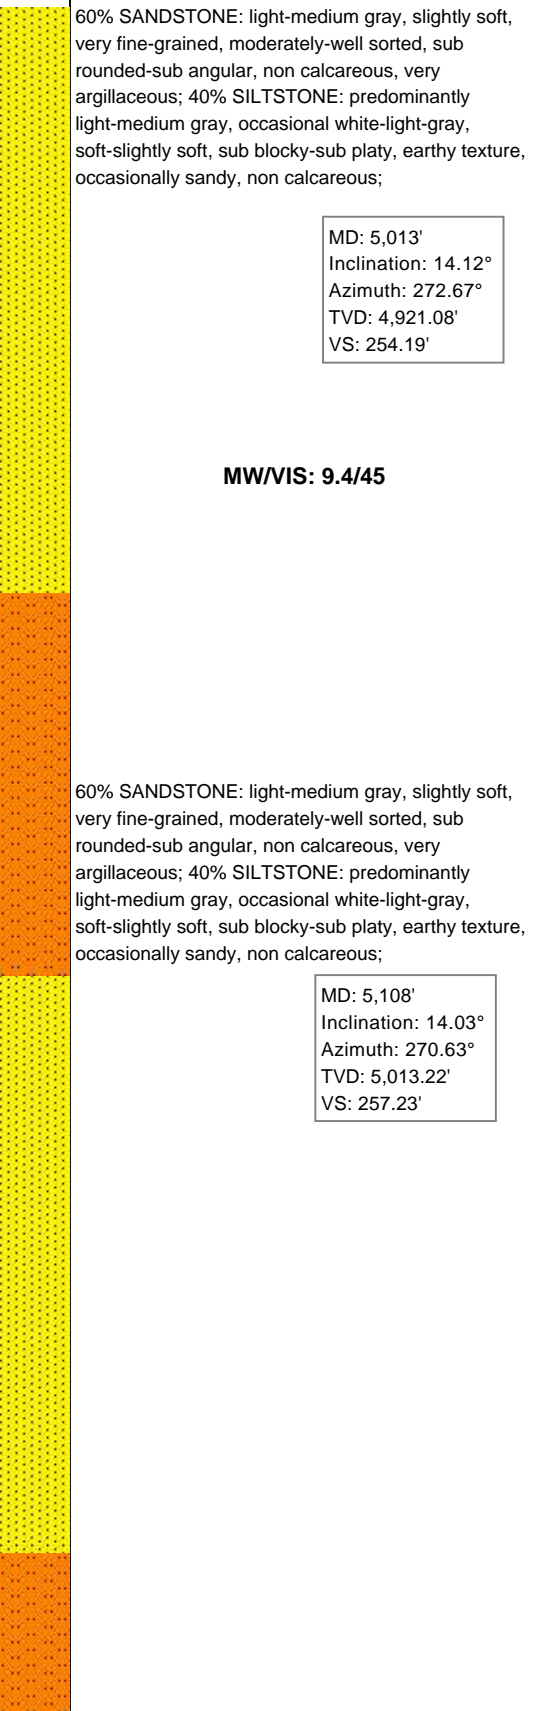 60% SANDSTONE: light-medium gray, slightly soft,
very fine-grained, moderately-well sorted, sub
rounded-sub angular, non calcareous, very
argillaceous; 40% SILTSTONE: predominantly
light-medium gray, occasional white-light-gray,
soft-slightly soft, sub blocky-sub platy, earthy texture,
occasionally sandy, non calcareous;
MD: 5,013'
Inclination: 14.12°
Azimuth: 272.67°
TVD: 4,921.08'
VS: 254.19'
MW/VIS: 9.4/45
60% SANDSTONE: light-medium gray, slightly soft,
very fine-grained, moderately-well sorted, sub
rounded-sub angular, non calcareous, very
argillaceous; 40% SILTSTONE: predominantly
light-medium gray, occasional white-light-gray,
soft-slightly soft, sub blocky-sub platy, earthy texture,
occasionally sandy, non calcareous;
MD: 5,108'
Inclination: 14.03°
Azimuth: 270.63°
TVD: 5,013.22'
VS: 257.23'